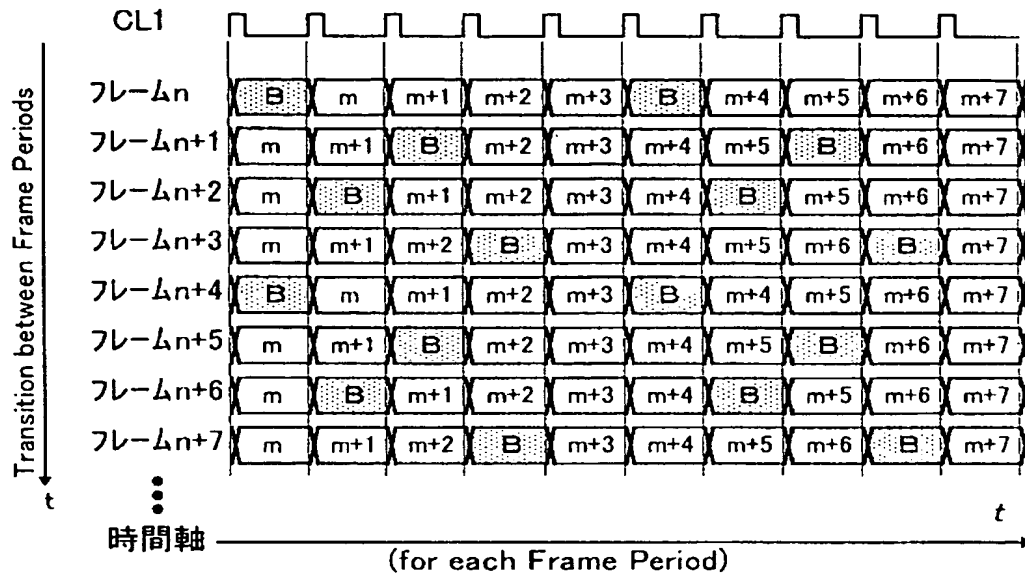 CL1
フレームn B m m+1 m+2 m+3 B m+4 m+5 m+6 m+7
フレームn+1 m m+1 B m+2 m+3 m+4 m+5 B m+6 m+7
フレームn+2 m B m+1 m+2 m+3 m+4 B m+5 m+6 m+7
フレームn+3 m m+1 m+2 B m+3 m+4 m+5 m+6 B m+7
フレームn+4 B m m+1 m+2 m+3 B m+4 m+5 m+6 m+7
フレームn+5 m m+1 B m+2 m+3 m+4 m+5 B m+6 m+7
フレームn+6 m B m+1 m+2 m+3 m+4 B m+5 m+6 m+7
フレームn+7 m m+1 m+2 B m+3 m+4 m+5 m+6 B m+7
Transition between Frame Periods
t
t
時間軸
(for each Frame Period)